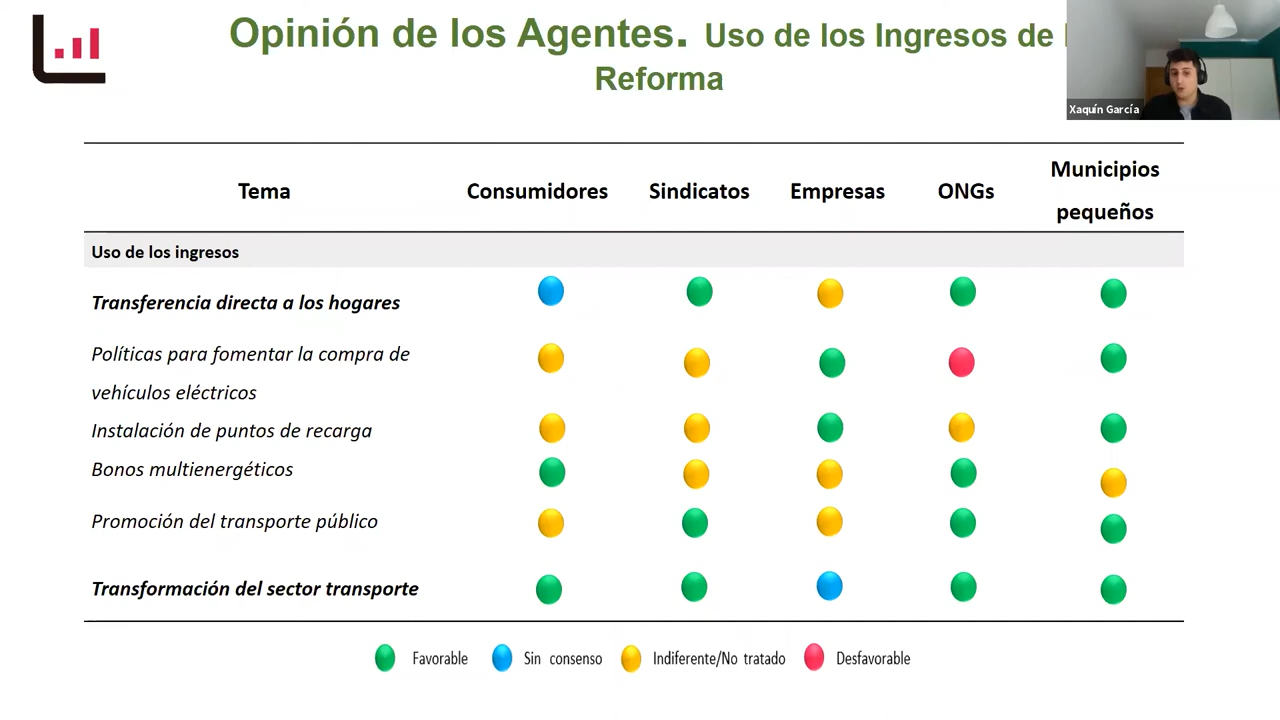 Opinión de los Agentes. Uso de los Ingresos de
Reforma
Xaquín García
Tema
Consumidores
Sindicatos
Empresas
ONGs
Municipios
pequeños
Uso de los ingresos
Transferencia directa a los hogares
Políticas para fomentar la compra de
vehículos eléctricos
Instalación de puntos de recarga
Bonos multienergéticos
Promoción del transporte público
Transformación del sector transporte
Favorable
Sin consenso
Indiferente/No tratado
Desfavorable